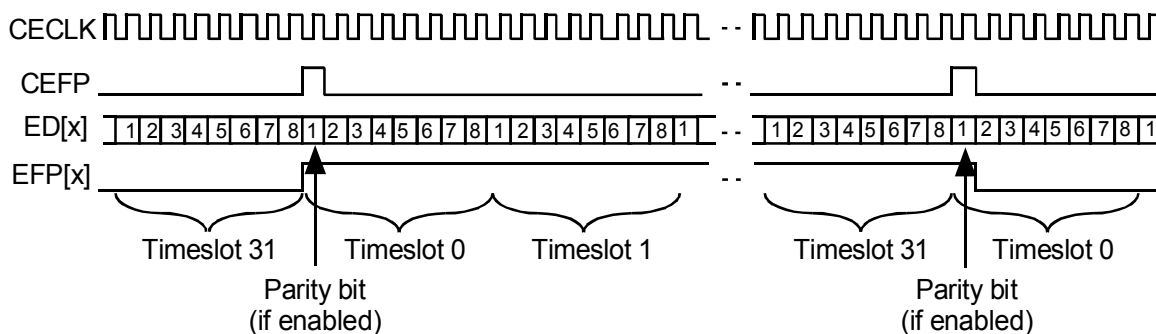 CECLK - -
CEFP - -
ED[x] 1 2 3 4 5 6 7 8 1 2 3 4 5 6 7 8 1 2 3 4 5 6 7 8 1 - - 1 2 3 4 5 6 7 8 1 2 3 4 5 6 7 8 1
EFP[x] - -
Timeslot 31 Timeslot 0 Timeslot 1 Timeslot 31 Timeslot 0
Parity bit Parity bit
(if enabled) (if enabled)